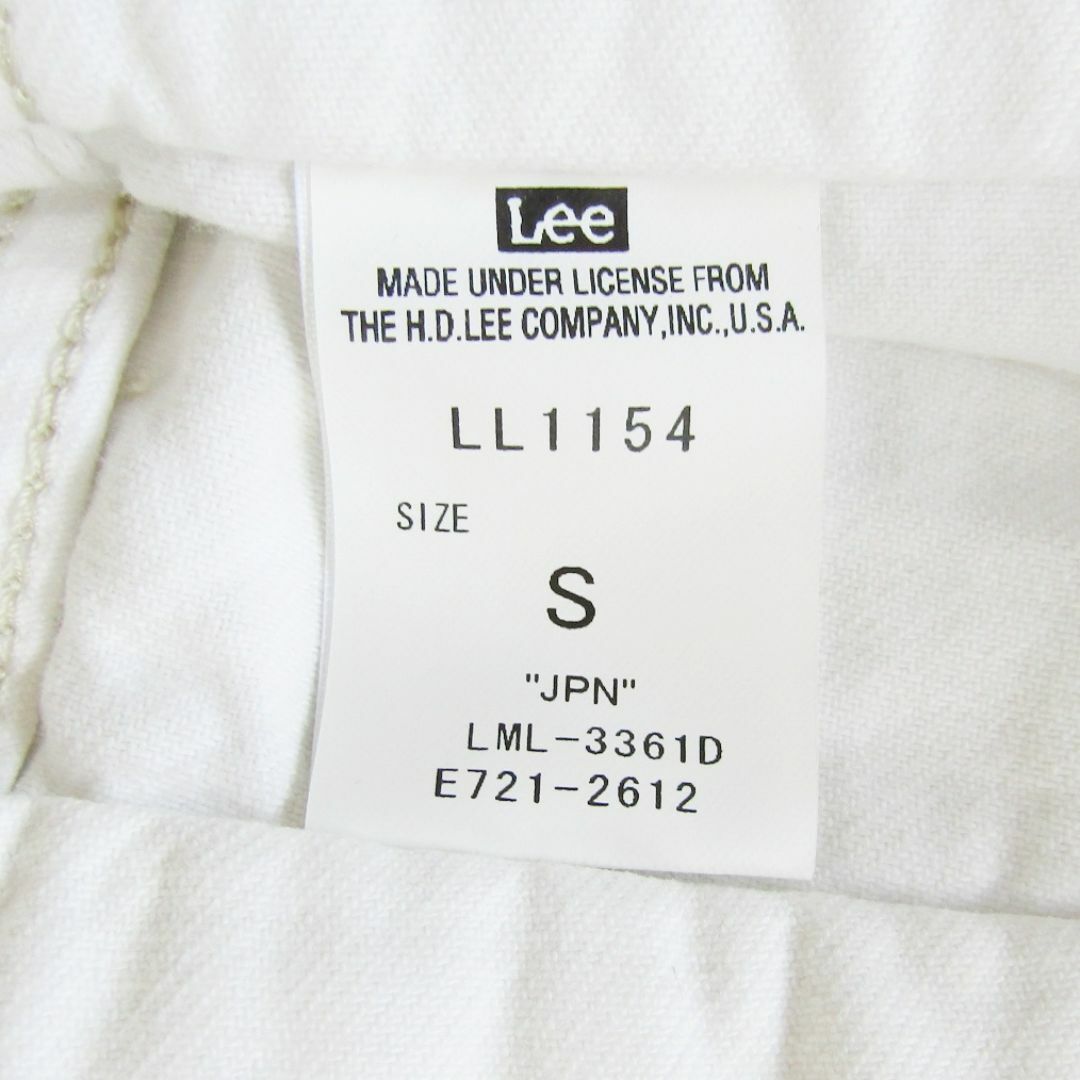 Lee
MADE UNDER LICENSE FROM
THE H.D.LEE COMPANY,INC.,U.S.A.
LL1154
SIZE
S
"JPN"
LML-3361D
E721-2612